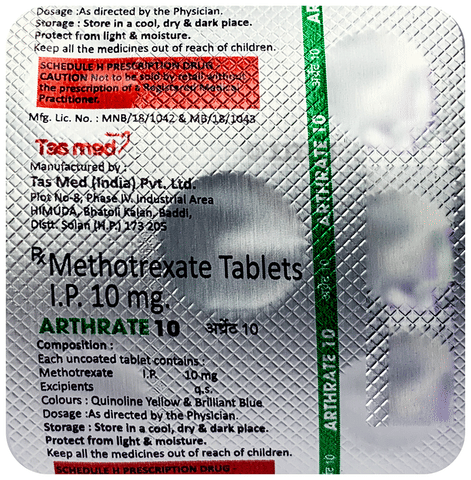 Dosage :As directed by the Physician.
Storage : Store in a cool, dry & dark place.
Protect from light & moisture.
Keep all the medicines out of reach of children.
SCHEDULE H PRESCRIPTION DRUG -
CAUTION Not to be sold by retail without
the prescription of a Registered Medical
Practitioner.
Mfg. Lic. No. : MNB/18/1042 & MB/18/1043
Tas med
Manufactured by :
Tas Med (India) Pvt. Ltd.
Plot No-8, Phase IV, Industrial Area
HIMUDA, Bhatoli Kalan, Baddi,
Distt. Solan (H.P.) 173 205
Rx Methotrexate Tablets
I.P. 10 mg.
ARTHRATE 10 अर्थ्रेट 10
Composition :
Each uncoated tablet contains :
Methotrexate I.P. 10 mg
Excipients q.s.
Colours : Quinoline Yellow & Brilliant Blue
Dosage :As directed by the Physician.
Storage : Store in a cool, dry & dark place.
Protect from light & moisture.
Keep all the medicines out of reach of children.
SCHEDULE H PRESCRIPTION DRUG -
ARTHRATE 10
ARTHRATE 10
ARTHRATE 10